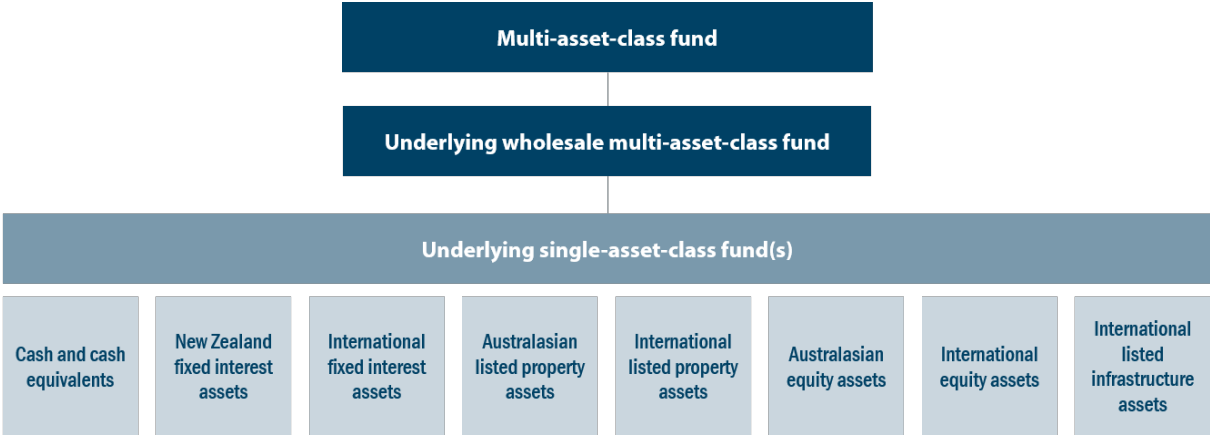 Multi-asset-class fund
Underlying wholesale multi-asset-class fund
Underlying single-asset-class fund(s)
Cash and cash
equivalents
New Zealand
fixed interest
assets
International
fixed interest
assets
Australasian
listed property
assets
International
listed property
assets
Australasian
equity assets
International
equity assets
International
listed
infrastructure
assets